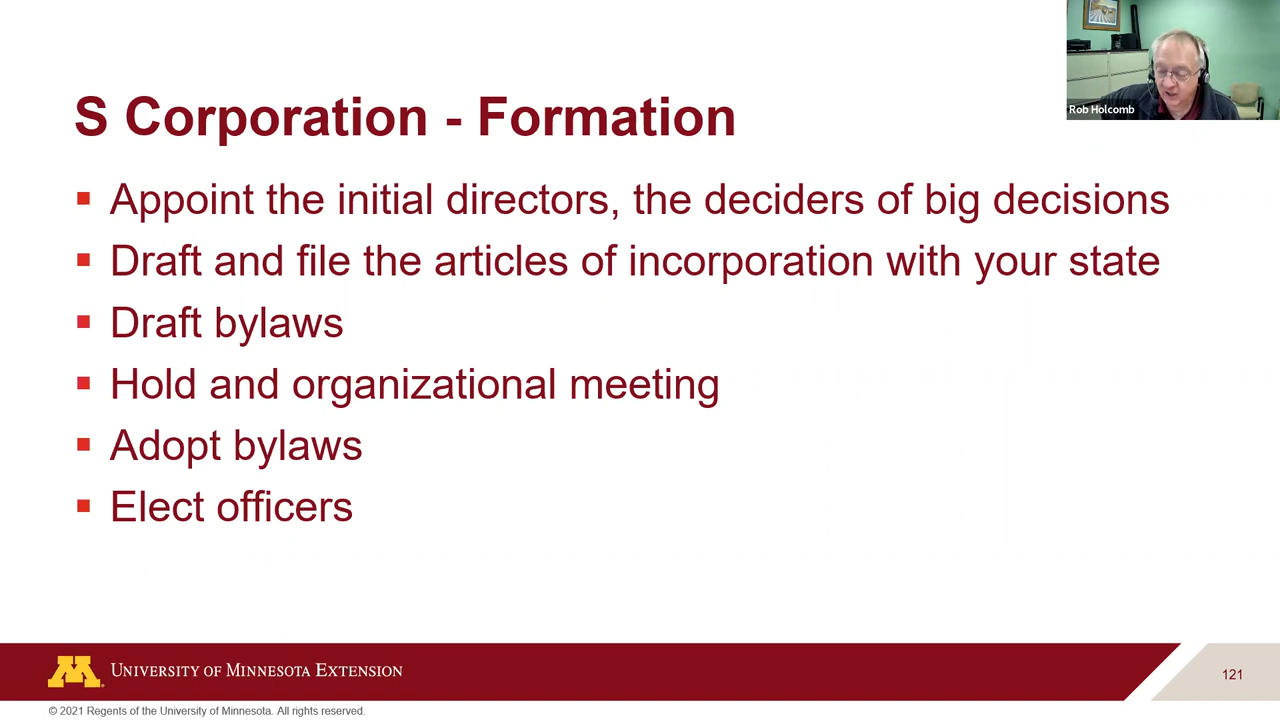 Rob Holcomb
S Corporation - Formation
▪ Appoint the initial directors, the deciders of big decisions
▪ Draft and file the articles of incorporation with your state
▪ Draft bylaws
▪ Hold and organizational meeting
▪ Adopt bylaws
▪ Elect officers
M UNIVERSITY OF MINNESOTA EXTENSION
121
© 2021 Regents of the University of Minnesota. All rights reserved.